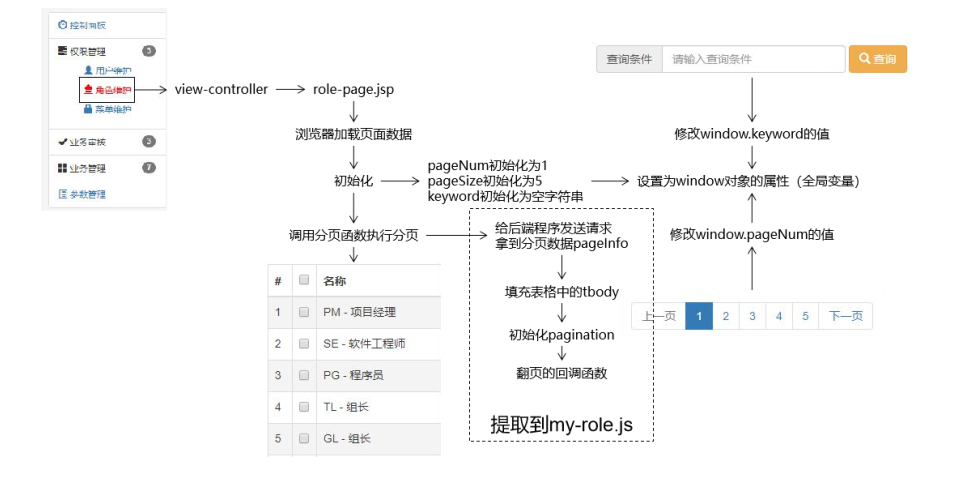 控制面板
权限管理 3
用户维护
角色维护
菜单维护
业务审核 3
业务管理 7
参数管理
view-controller
role-page.jsp
浏览器加载页面数据
初始化
pageNum初始化为1
pageSize初始化为5
keyword初始化为空字符串
调用分页函数执行分页
# 名称
1 PM - 项目经理
2 SE - 软件工程师
3 PG - 程序员
4 TL - 组长
5 GL - 组长
给后端程序发送请求
拿到分页数据pageInfo
填充表格中的tbody
初始化pagination
翻页的回调函数
提取到my-role.js
查询条件 请输入查询条件 查询
修改window.keyword的值
设置为window对象的属性（全局变量）
修改window.pageNum的值
上一页 1 2 3 4 5 下一页